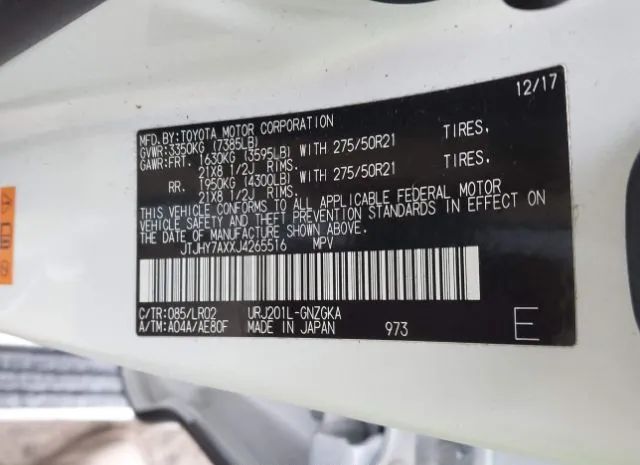 12/17
MFD.BY:TOYOTA MOTOR CORPORATION
GVWR:3350KG (7385LB)
GAWR:FRT. 1630KG (3595LB) WITH 275/50R21 TIRES,
21X8 1/2J RIMS.
RR. 1950KG (4300LB) WITH 275/50R21 TIRES,
21X8 1/2J RIMS.
THIS VEHICLE CONFORMS TO ALL APPLICABLE FEDERAL MOTOR
VEHICLE SAFETY AND THEFT PREVENTION STANDARDS IN EFFECT
ON THE DATE OF MANUFACTURE SHOWN ABOVE.
JTJHY7AXXJ4265516 MPV
C/TR:085/LR02 URJ201L-GNZGKA
A/TM:A04A/AE80F MADE IN JAPAN 973 E